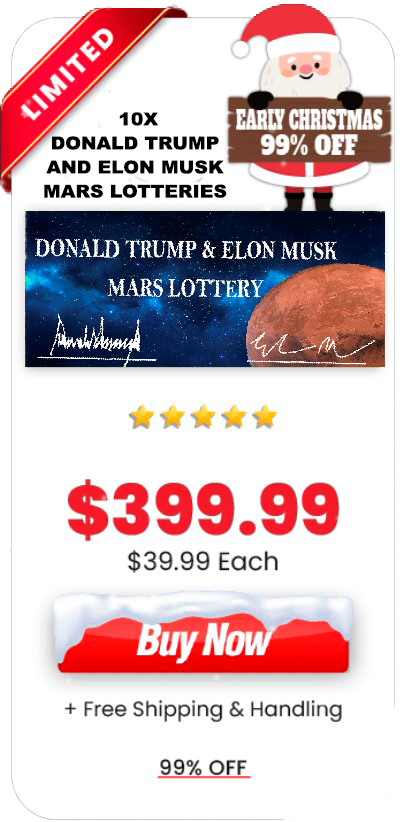 LIMITED
EARLY CHRISTMAS
99% OFF
10X
DONALD TRUMP
AND ELON MUSK
MARS LOTTERIES
DONALD TRUMP & ELON MUSK
MARS LOTTERY
$399.99
$39.99 Each
Buy Now
+ Free Shipping & Handling
99% OFF